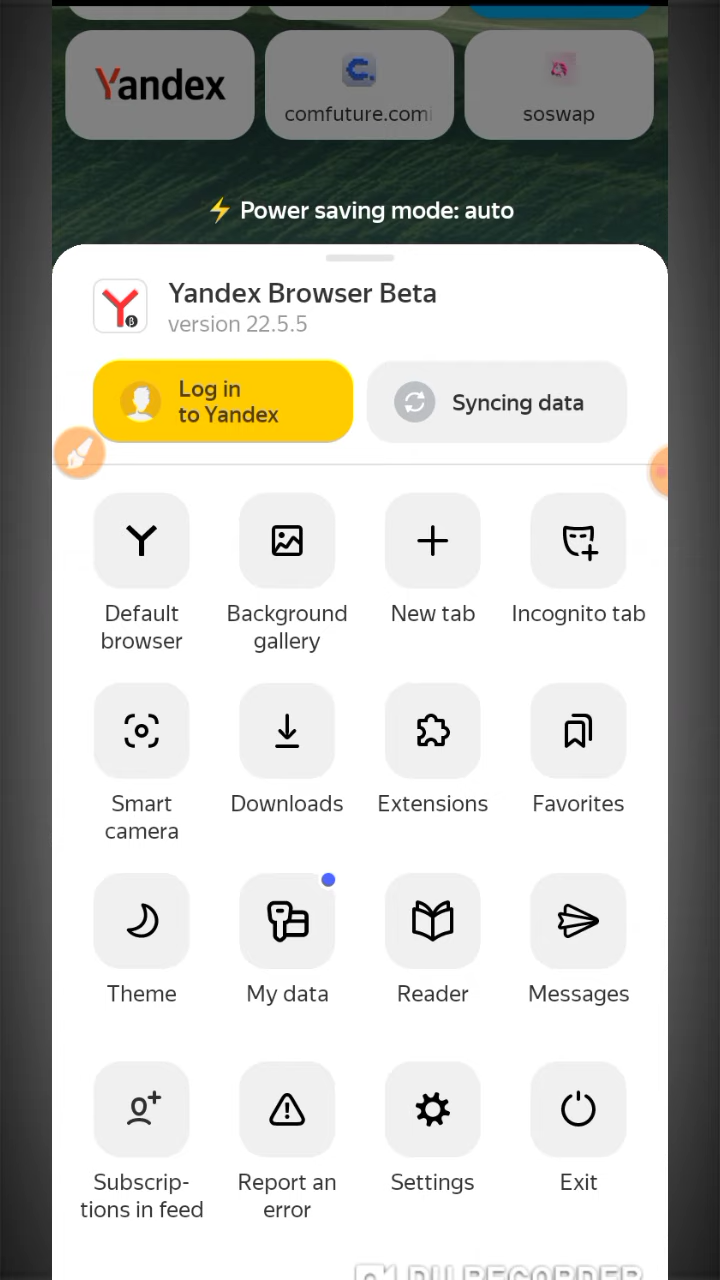 Yandex
comfuture.com
soswap
⚡ Power saving mode: auto
Yandex Browser Beta
version 22.5.5
Log in
to Yandex
Syncing data
Default
browser
Background
gallery
New tab
Incognito tab
Smart
camera
Downloads
Extensions
Favorites
Theme
My data
Reader
Messages
Subscrip-
tions in feed
Report an
error
Settings
Exit
DU RECORDER